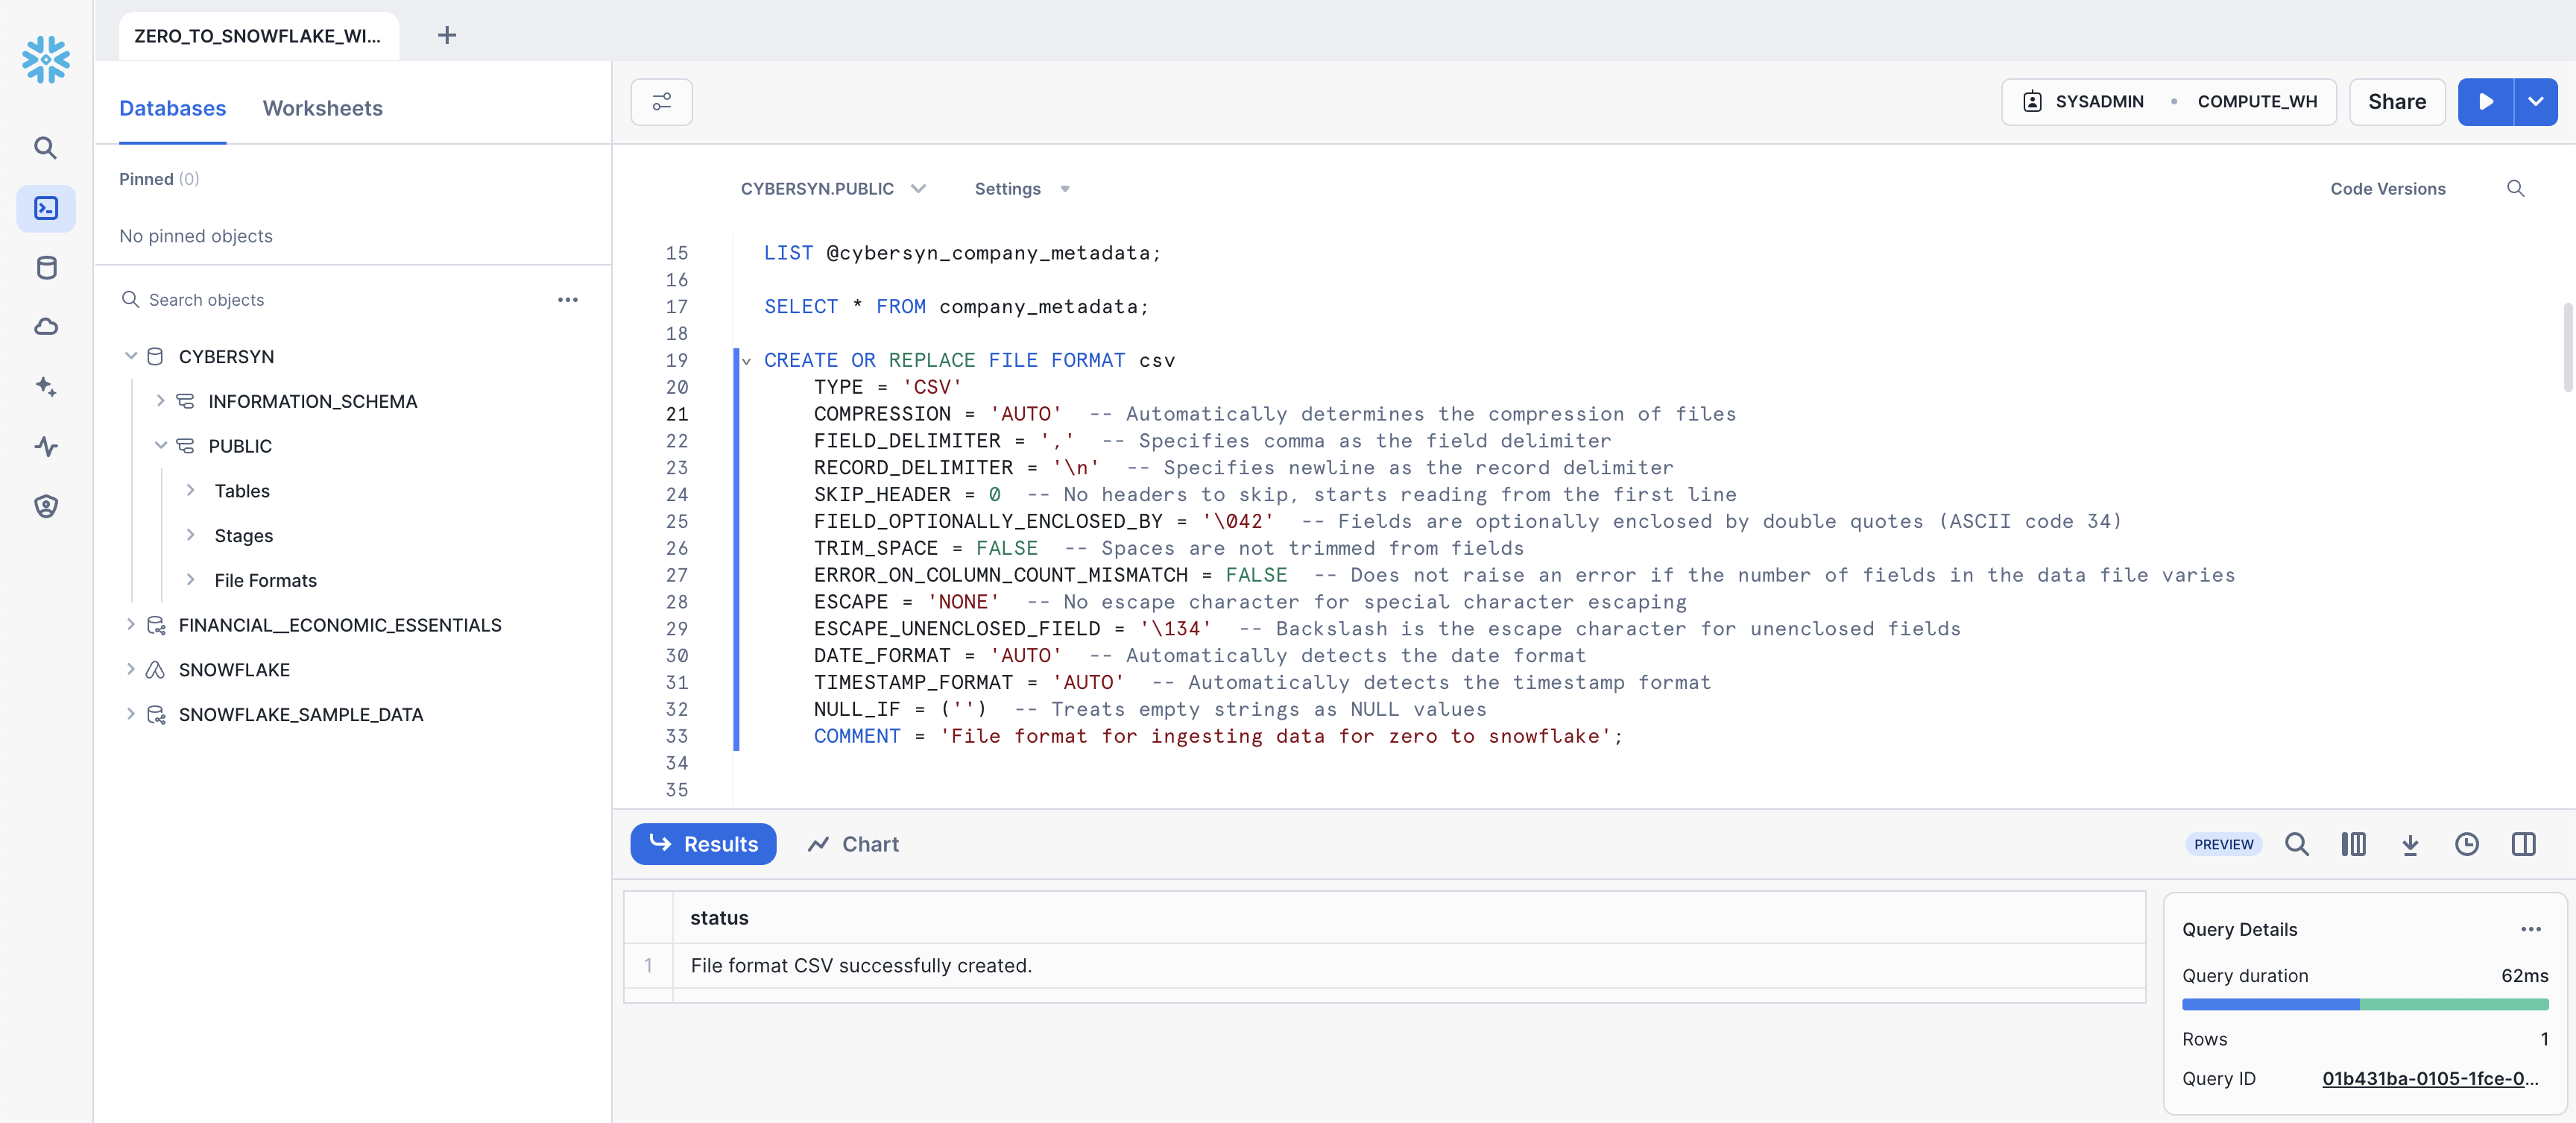 ZERO_TO_SNOWFLAKE_WI...
Databases
Worksheets
Pinned (0)
No pinned objects
Search objects
CYBERSYN
INFORMATION_SCHEMA
PUBLIC
Tables
Stages
File Formats
FINANCIAL__ECONOMIC_ESSENTIALS
SNOWFLAKE
SNOWFLAKE_SAMPLE_DATA
SYSADMIN • COMPUTE_WH
Share
CYBERSYN.PUBLIC
Settings
Code Versions
15 LIST @cybersyn_company_metadata;
16
17 SELECT * FROM company_metadata;
18
19 CREATE OR REPLACE FILE FORMAT csv
20 TYPE = 'CSV'
21 COMPRESSION = 'AUTO'  -- Automatically determines the compression of files
22 FIELD_DELIMITER = ','  -- Specifies comma as the field delimiter
23 RECORD_DELIMITER = '\n'  -- Specifies newline as the record delimiter
24 SKIP_HEADER = 0  -- No headers to skip, starts reading from the first line
25 FIELD_OPTIONALLY_ENCLOSED_BY = '\042'  -- Fields are optionally enclosed by double quotes (ASCII code 34)
26 TRIM_SPACE = FALSE  -- Spaces are not trimmed from fields
27 ERROR_ON_COLUMN_COUNT_MISMATCH = FALSE  -- Does not raise an error if the number of fields in the data file varies
28 ESCAPE = 'NONE'  -- No escape character for special character escaping
29 ESCAPE_UNENCLOSED_FIELD = '\134'  -- Backslash is the escape character for unenclosed fields
30 DATE_FORMAT = 'AUTO'  -- Automatically detects the date format
31 TIMESTAMP_FORMAT = 'AUTO'  -- Automatically detects the timestamp format
32 NULL_IF = ('')  -- Treats empty strings as NULL values
33 COMMENT = 'File format for ingesting data for zero to snowflake';
34
35
Results
Chart
PREVIEW
status
1 File format CSV successfully created.
Query Details
Query duration 62ms
Rows 1
Query ID 01b431ba-0105-1fce-0...